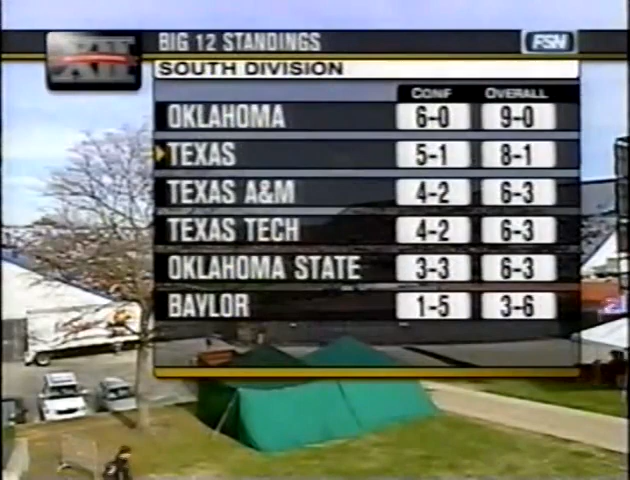 XII
BIG 12 STANDINGS FSN
SOUTH DIVISION
CONF OVERALL
OKLAHOMA 6-0 9-0
TEXAS 5-1 8-1
TEXAS A&M 4-2 6-3
TEXAS TECH 4-2 6-3
OKLAHOMA STATE 3-3 6-3
BAYLOR 1-5 3-6